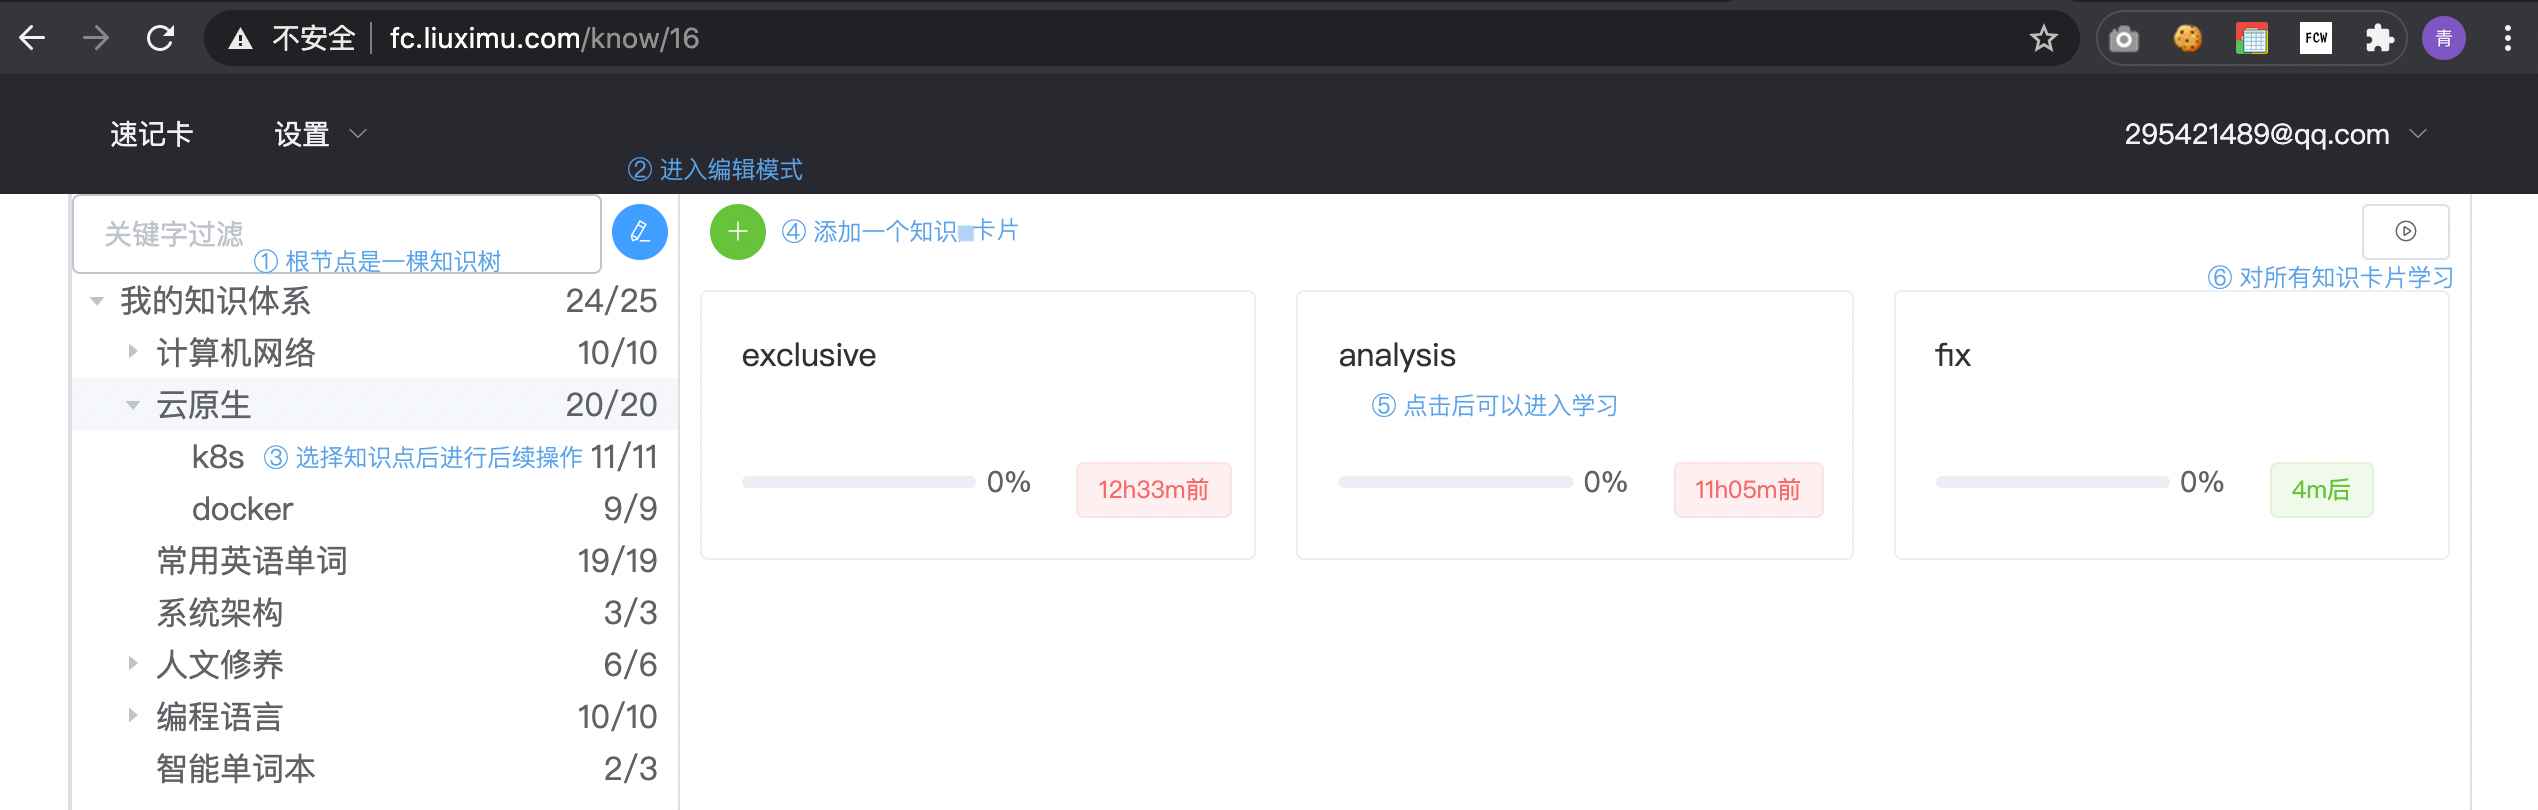 不安全 fc.liuximu.com/know/16 FCW 青
速记卡 设置 295421489@qq.com
② 进入编辑模式
关键字过滤
④ 添加一个知识卡片
① 根节点是一棵知识树
⑥ 对所有知识卡片学习
我的知识体系 24/25
计算机网络 10/10
云原生 20/20
k8s ③ 选择知识点后进行后续操作 11/11
docker 9/9
常用英语单词 19/19
系统架构 3/3
人文修养 6/6
编程语言 10/10
智能单词本 2/3
exclusive
0% 12h33m前
analysis
⑤ 点击后可以进入学习
0% 11h05m前
fix
0% 4m后